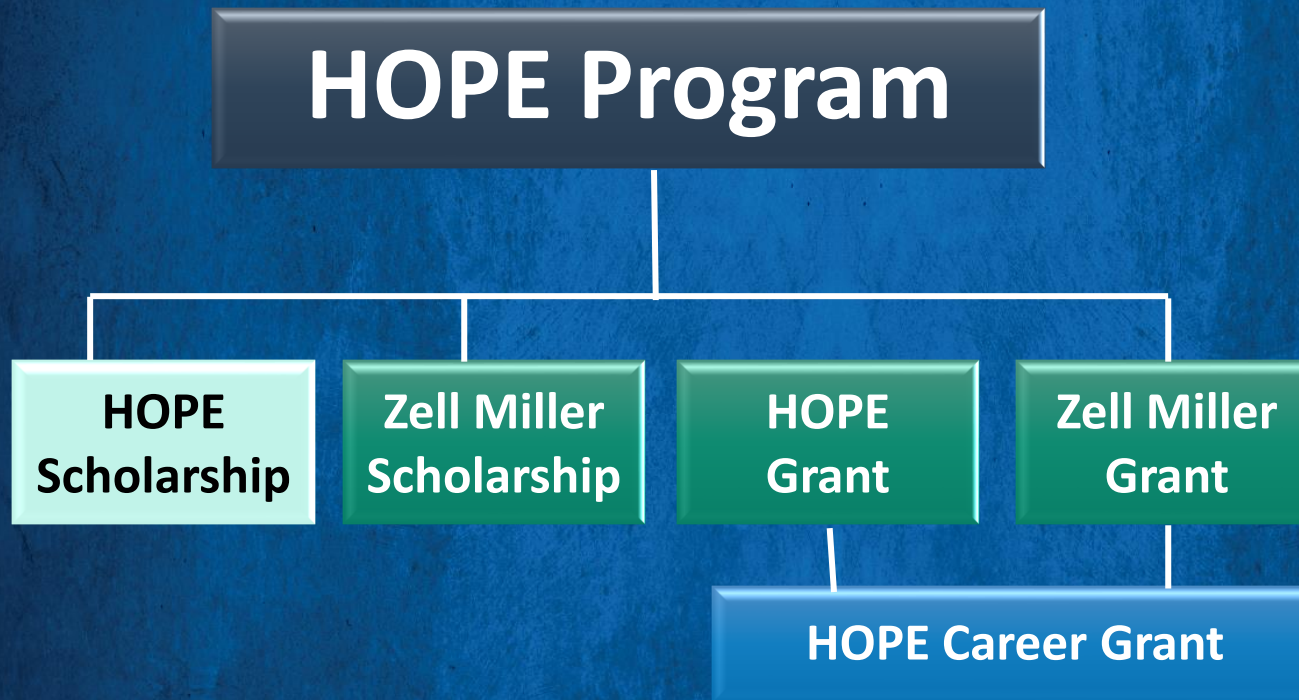 HOPE Program
HOPE
Scholarship
Zell Miller
Scholarship
HOPE
Grant
Zell Miller
Grant
HOPE Career Grant